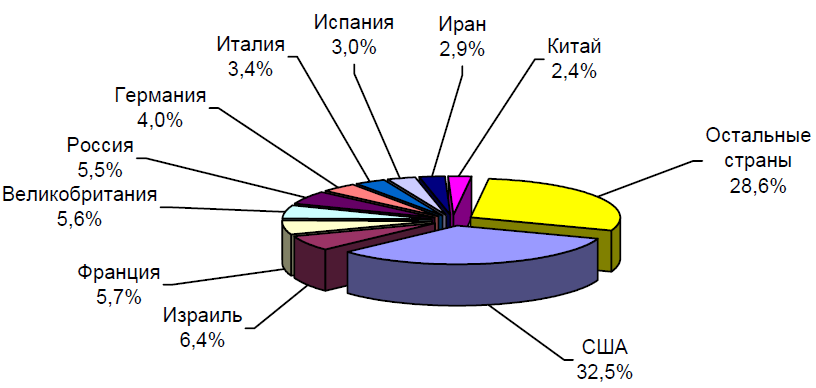 Испания
3,0%
Иран
2,9%
Китай
2,4%
Италия
3,4%
Германия
4,0%
Остальные
страны
28,6%
Россия
5,5%
Великобритания
5,6%
Франция
5,7%
Израиль
6,4%
США
32,5%